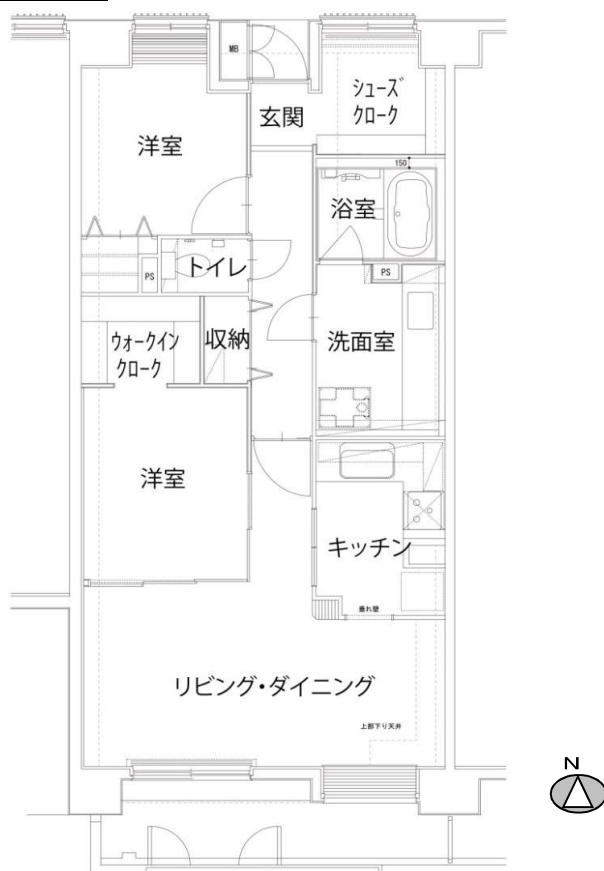 MB
シューズ
クローク
玄関
洋室
150
浴室
トイレ
PS
PS
ウォークイン
クローク
収納
洗面室
洋室
キッチン
垂れ壁
リビング・ダイニング
上部下り天井
N